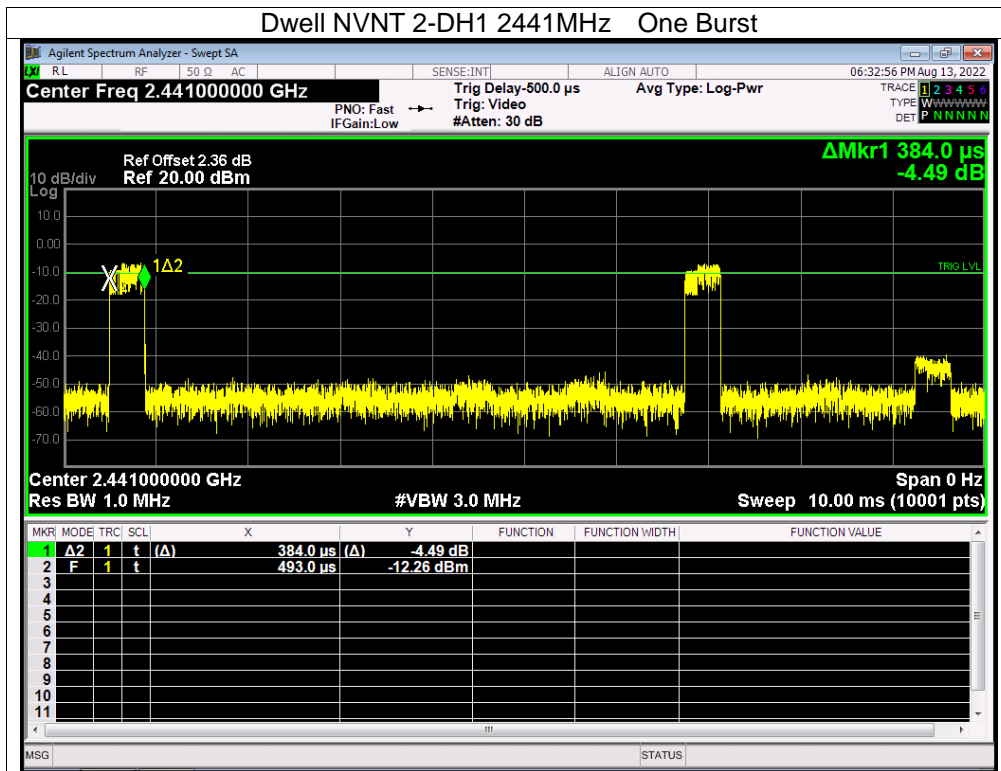 Dwell NVNT 2-DH1 2441MHz One Burst
Agilent Spectrum Analyzer - Swept SA
LXI RL RF 50 Ω AC SENSE:INT ALIGN AUTO 06:32:56 PM Aug 13, 2022
Center Freq 2.441000000 GHz
PNO: Fast
IFGain:Low
Trig Delay-500.0 µs
Trig: Video
#Atten: 30 dB
Avg Type: Log-Pwr
TRACE 1 2 3 4 5 6
TYPE WWWWWW
DET P N N N N N
ΔMkr1 384.0 µs
-4.49 dB
Ref Offset 2.36 dB
10 dB/div Ref 20.00 dBm
Log
10.0
0.00
-10.0
-20.0
-30.0
-40.0
-50.0
-60.0
-70.0
1Δ2
TRIG LVL
Center 2.441000000 GHz Span 0 Hz
Res BW 1.0 MHz #VBW 3.0 MHz Sweep 10.00 ms (10001 pts)
MKR MODE TRC SCL X Y FUNCTION FUNCTION WIDTH FUNCTION VALUE
1 Δ2 1 t (Δ) 384.0 µs (Δ) -4.49 dB
2 F 1 t 493.0 µs -12.26 dBm
3
4
5
6
7
8
9
10
11
MSG STATUS